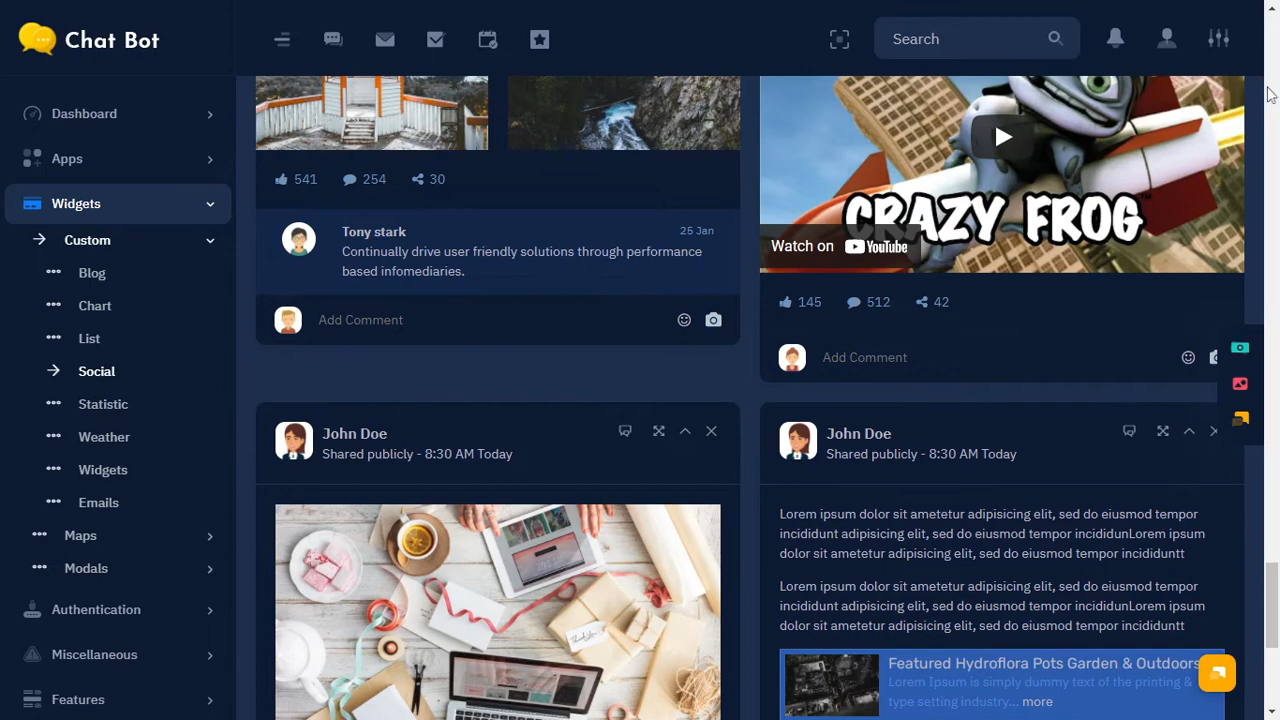 Chat Bot
Search
Dashboard
Apps
Widgets
Custom
Blog
Chart
List
Social
Statistic
Weather
Widgets
Emails
Maps
Modals
Authentication
Miscellaneous
Features
541 254 30
Tony stark 25 Jan
Continually drive user friendly solutions through performance
based infomediaries.
Add Comment
CRAZY FROG
Watch on YouTube
145 512 42
Add Comment
John Doe
Shared publicly - 8:30 AM Today
John Doe
Shared publicly - 8:30 AM Today
Lorem ipsum dolor sit ametetur adipisicing elit, sed do eiusmod tempor
incididunt adipisicing elit, sed do eiusmod tempor incididunLorem ipsum
dolor sit ametetur adipisicing elit, sed do eiusmod tempor incididuntt
Lorem ipsum dolor sit ametetur adipisicing elit, sed do eiusmod tempor
incididunt adipisicing elit, sed do eiusmod tempor incididunLorem ipsum
dolor sit ametetur adipisicing elit, sed do eiusmod tempor incididuntt
Featured Hydroflora Pots Garden & Outdoors
Lorem Ipsum is simply dummy text of the printing &
type setting industry... more